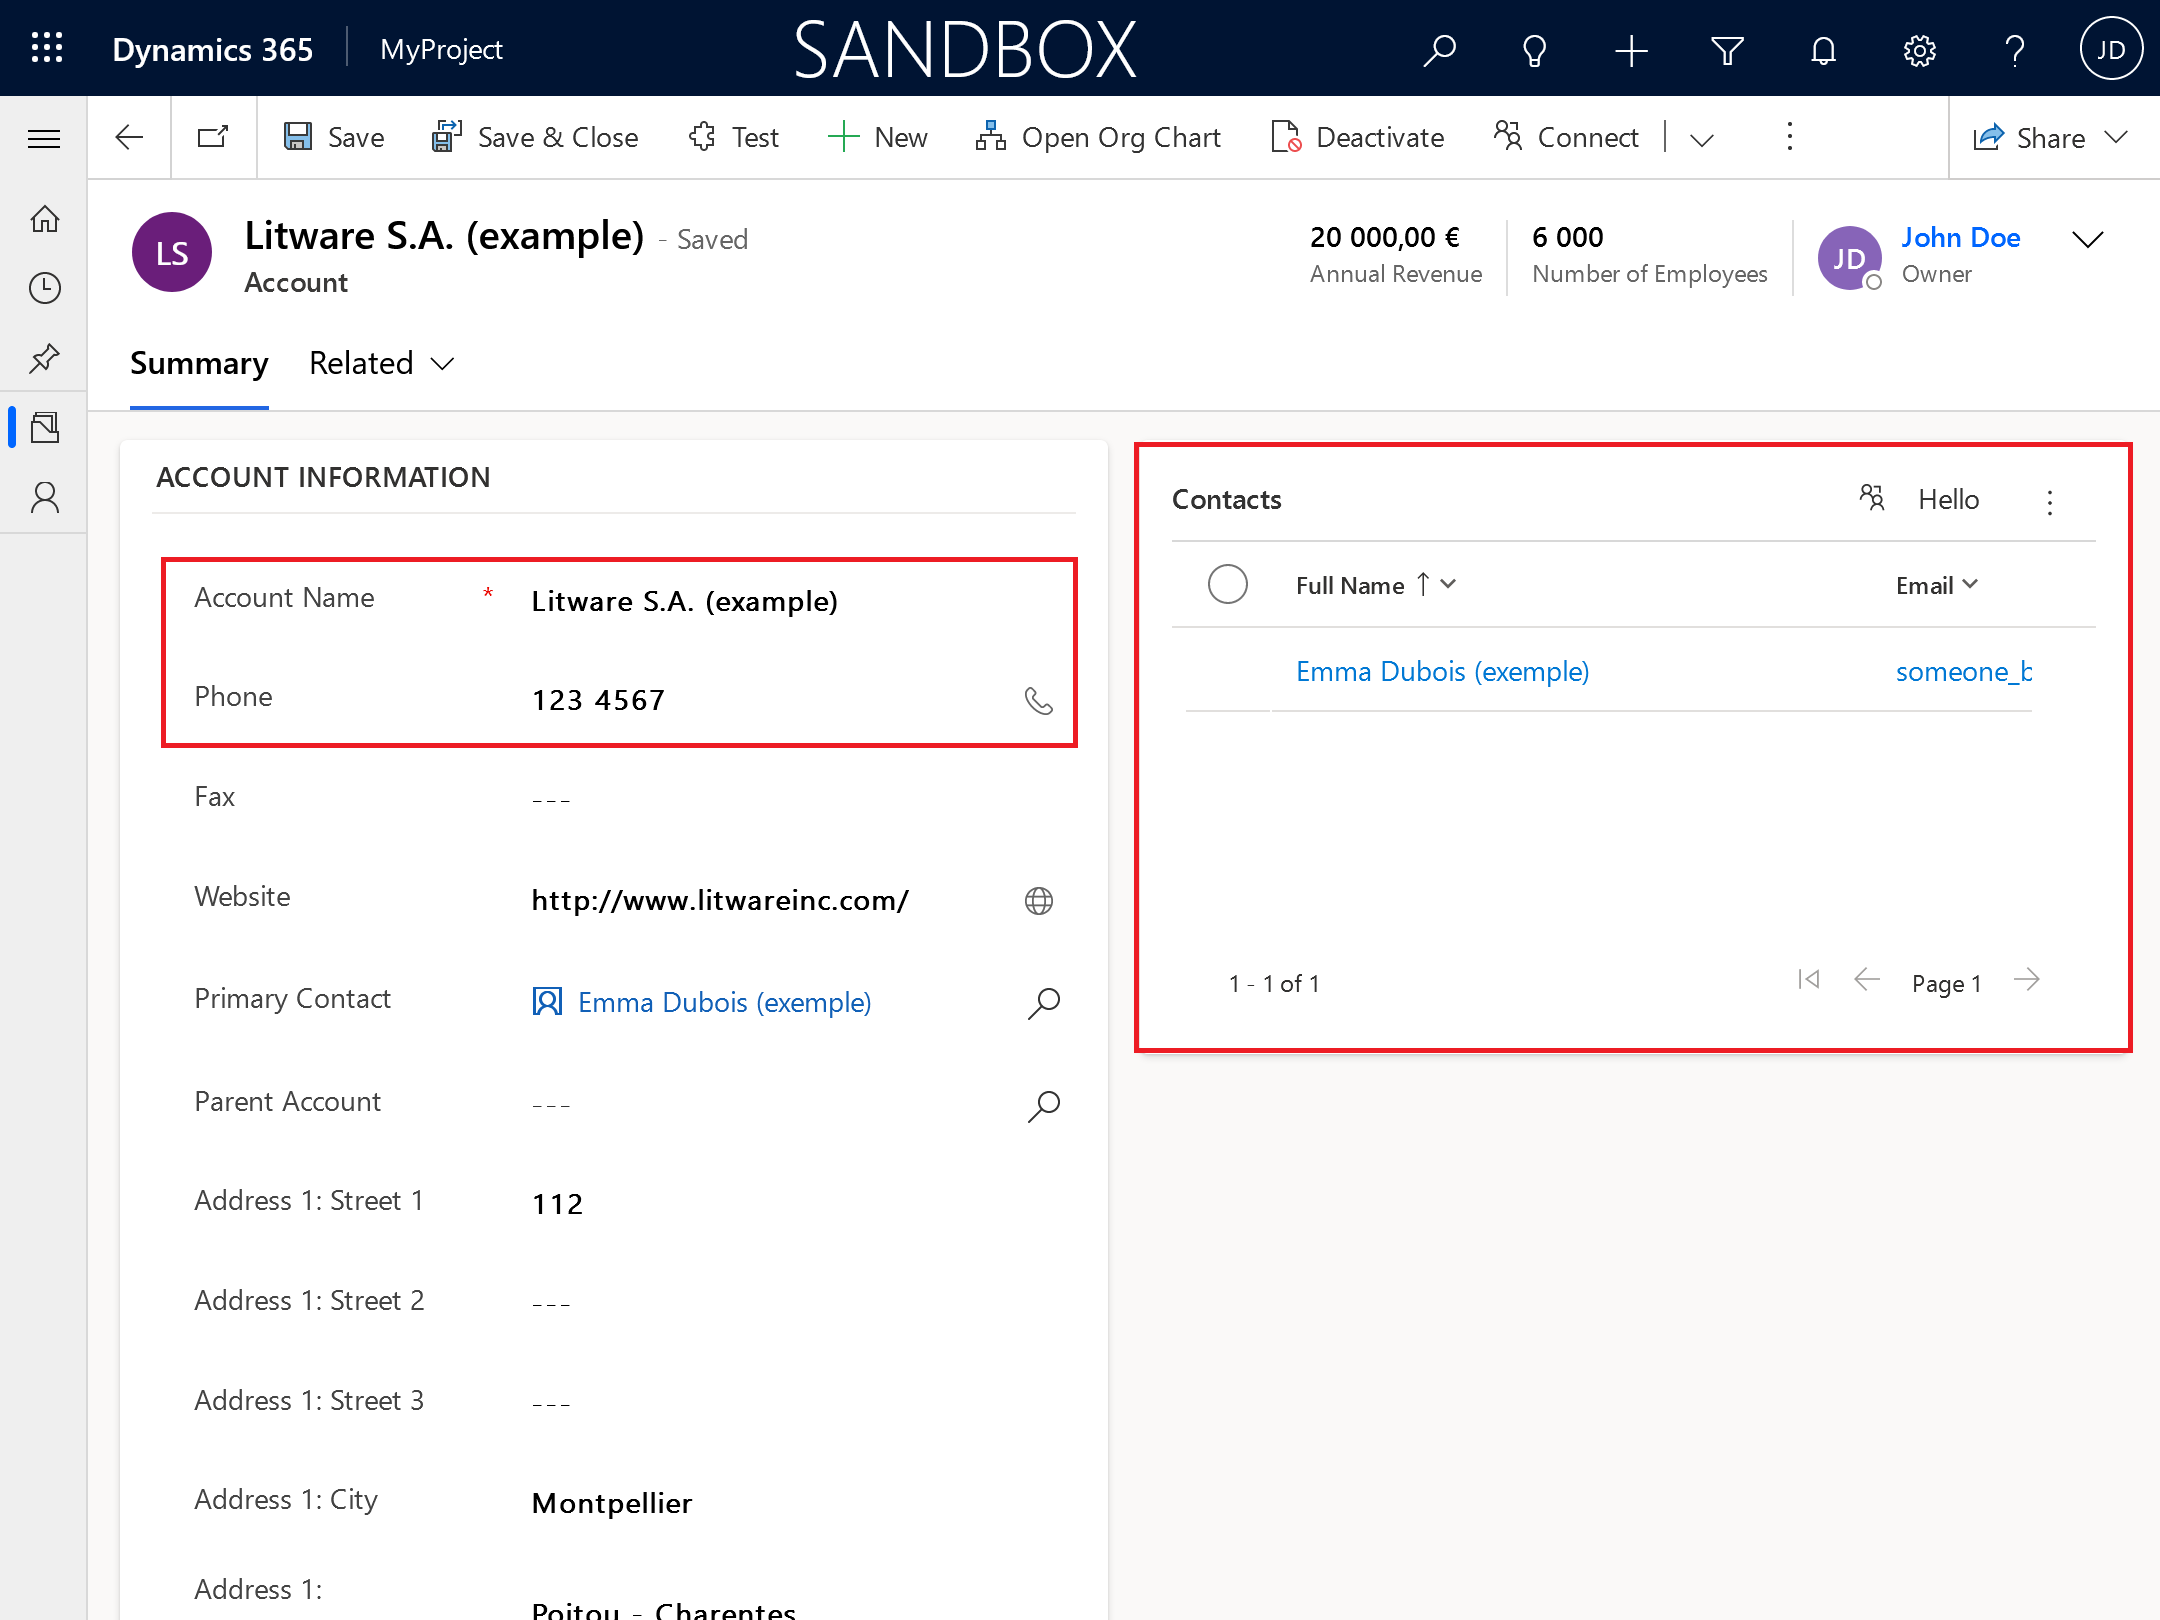 Dynamics 365 MyProject SANDBOX JD
Save Save & Close Test New Open Org Chart Deactivate Connect Share
LS Litware S.A. (example) - Saved
Account
20 000,00 €
Annual Revenue
6 000
Number of Employees
JD John Doe
Owner
Summary Related
ACCOUNT INFORMATION
Account Name * Litware S.A. (example)
Phone 123 4567
Fax ---
Website http://www.litwareinc.com/
Primary Contact Emma Dubois (exemple)
Parent Account ---
Address 1: Street 1 112
Address 1: Street 2 ---
Address 1: Street 3 ---
Address 1: City Montpellier
Address 1: Poitou - Charentes
Contacts Hello
Full Name Email
Emma Dubois (exemple) someone_b
1 - 1 of 1 Page 1